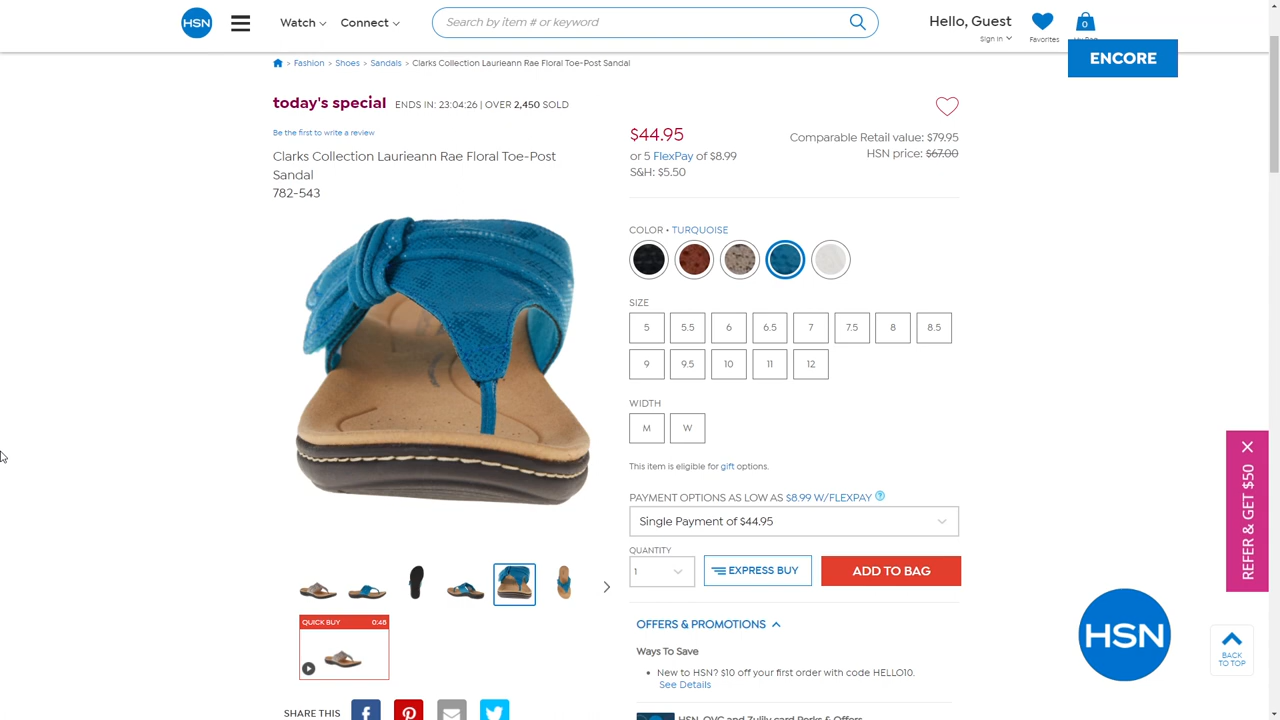 HSN
Watch
Connect
Search by item # or keyword
Hello, Guest
Sign In
Favorites
0
ENCORE
> Fashion > Shoes > Sandals > Clarks Collection Laurieann Rae Floral Toe-Post Sandal
today's special ENDS IN: 23:04:26 | OVER 2,450 SOLD
Be the first to write a review
Clarks Collection Laurieann Rae Floral Toe-Post
Sandal
782-543
$44.95
or 5 FlexPay of $8.99
S&H: $5.50
Comparable Retail value: $79.95
HSN price: $67.00
COLOR • TURQUOISE
SIZE
5 5.5 6 6.5 7 7.5 8 8.5
9 9.5 10 11 12
WIDTH
M W
This item is eligible for gift options.
PAYMENT OPTIONS AS LOW AS $8.99 W/FLEXPAY ?
Single Payment of $44.95
QUANTITY
1
EXPRESS BUY
ADD TO BAG
OFFERS & PROMOTIONS
Ways To Save
• New to HSN? $10 off your first order with code HELLO10.
See Details
HSN, QVC and Zulily card Perks & Offers
QUICK BUY 0:48
SHARE THIS
REFER & GET $50
HSN
BACK
TO TOP